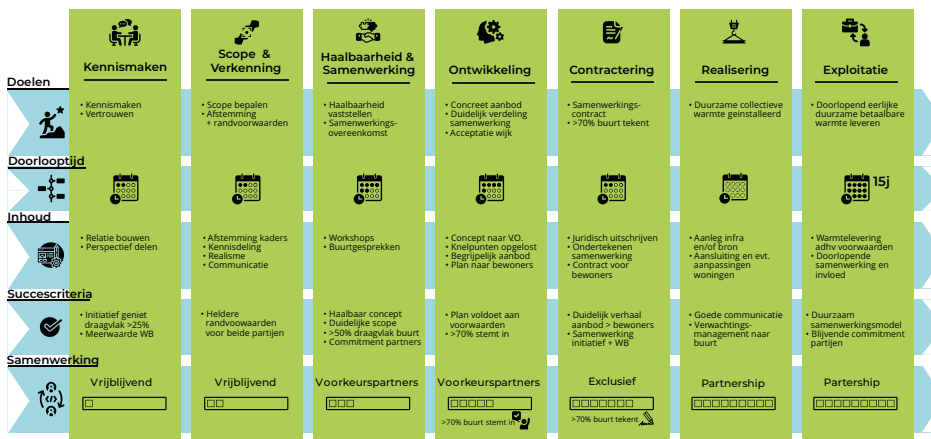 Kennismaken
Scope &
Verkenning
Haalbaarheid &
Samenwerking
Ontwikkeling
Contractering
Realisering
Exploitatie
Doelen
• Kennismaken
• Vertrouwen
• Scope bepalen
• Afstemming
+ randvoorwaarden
• Haalbaarheid
vaststellen
• Samenwerkings-
overeenkomst
• Concreet aanbod
• Duidelijk verdeling
samenwerking
• Acceptatie wijk
• Samenwerkings-
contract
• >70% buurt tekent
• Duurzame collectieve
warmte geinstalleerd
• Doorlopend eerlijke
duurzame betaalbare
warmte leveren
Doorlooptijd
15j
Inhoud
• Relatie bouwen
• Perspectief delen
• Afstemming kaders
• Kennisdeling
• Realisme
• Communicatie
• Workshops
• Buurtgesprekken
• Concept naar V.O.
• Knelpunten opgelost
• Begrijpelijk aanbod
• Plan naar bewoners
• Juridisch uitschrijven
• Ondertekenen
samenwerking
• Contract voor
bewoners
• Aanleg infra
en/of bron
• Aansluiting en evt.
aanpassingen
woningen
• Warmtelevering
adhv voorwaarden
• Doorlopende
samenwerking en
invloed
Succescriteria
• Initiatief geniet
draagvlak >25%
• Meerwaarde WB
• Heldere
randvoowaarden
voor beide partijen
• Haalbaar concept
• Duidelijke scope
• >50% draagvlak buurt
• Commitment partners
• Plan voldoet aan
voorwaarden
• >70% stemt in
• Duidelijk verhaal
aanbod > bewoners
• Samenwerking
initiatief + WB
• Goede communicatie
• Verwachtings-
management naar
buurt
• Duurzaam
samenwerkingsmodel
• Blijvende commitment
partijen
Samenwerking
Vrijblijvend
Vrijblijvend
Voorkeurspartners
Voorkeurspartners
Exclusief
Partnership
Partership
>70% buurt stemt in
>70% buurt tekent